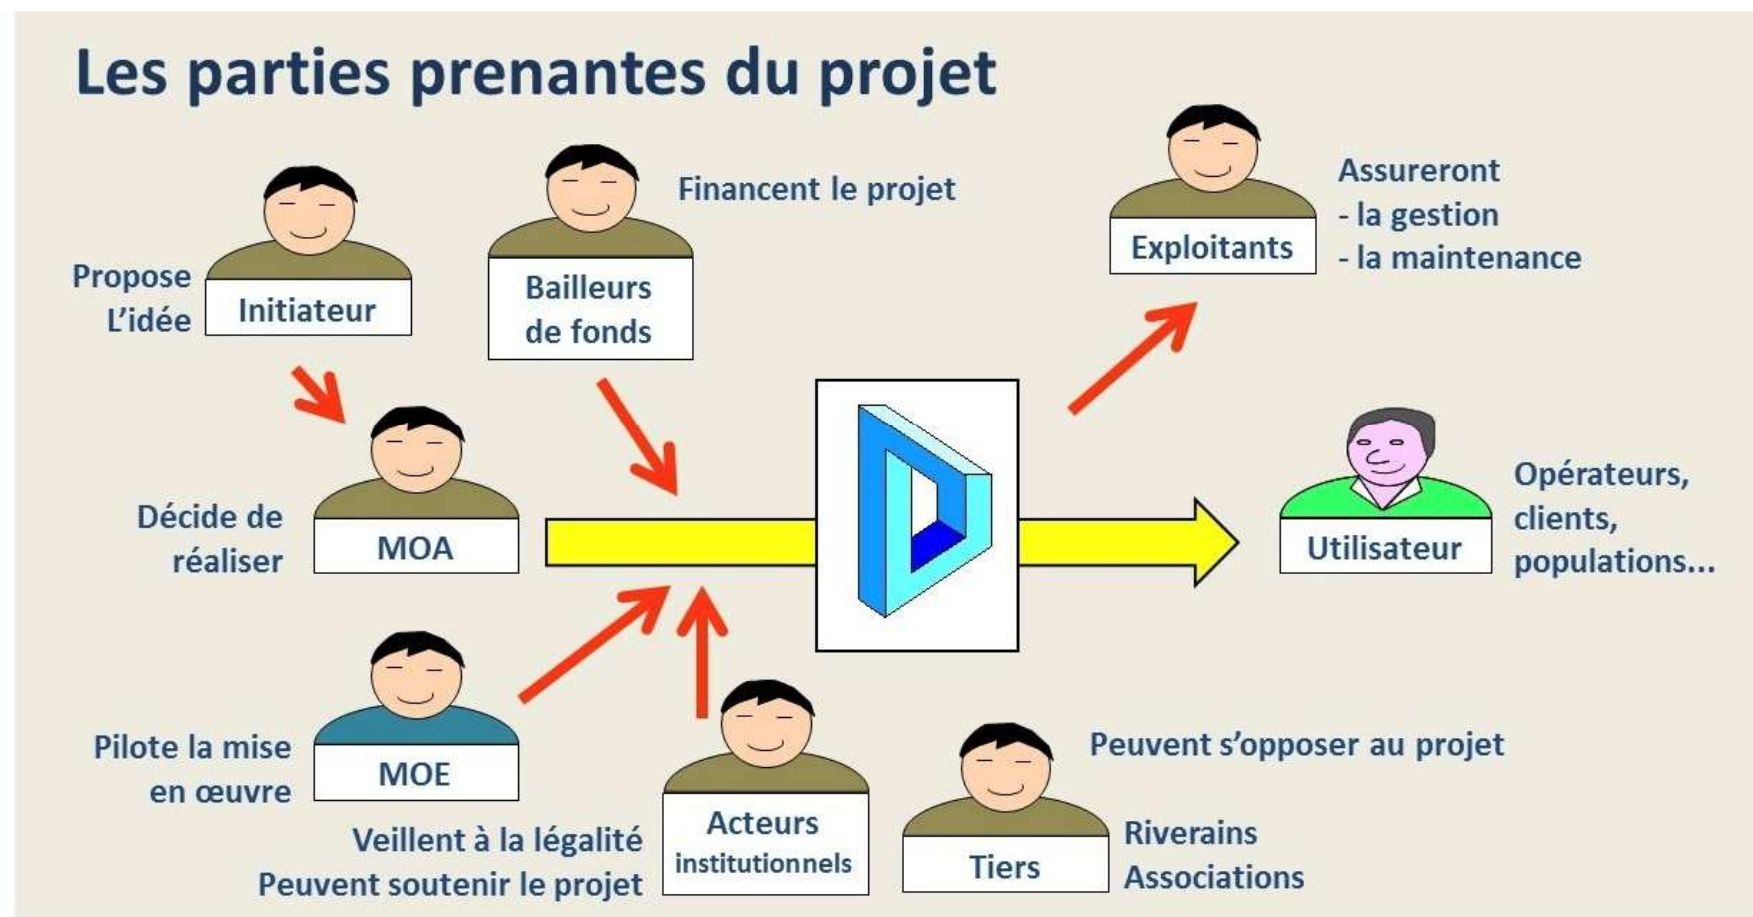 Les parties prenantes du projet
Propose
L’idée
Initiateur
Bailleurs
de fonds
Financent le projet
Exploitants
Assureront
- la gestion
- la maintenance
Décide de
réaliser
MOA
Utilisateur
Opérateurs,
clients,
populations...
Pilote la mise
en œuvre
MOE
Veillent à la légalité
Peuvent soutenir le projet
Acteurs
institutionnels
Tiers
Peuvent s’opposer au projet
Riverains
Associations